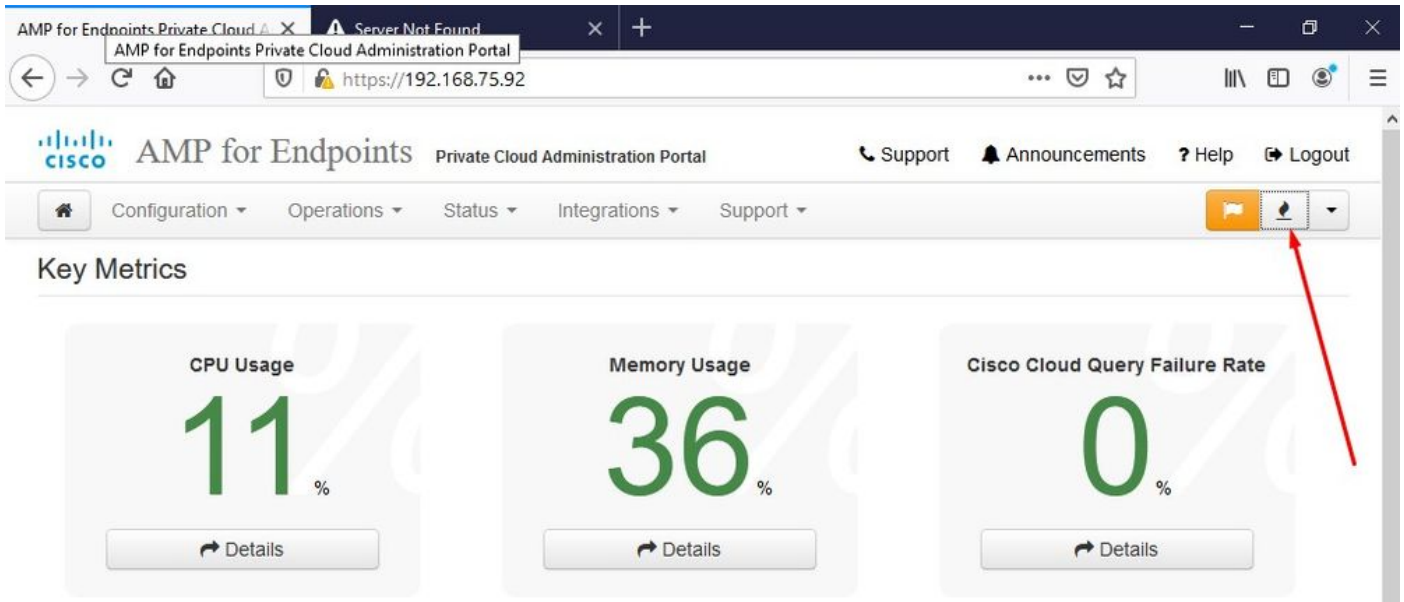 AMP for Endpoints Private Cloud A Server Not Found
AMP for Endpoints Private Cloud Administration Portal
https://192.168.75.92
CISCO AMP for Endpoints Private Cloud Administration Portal Support Announcements ? Help Logout
Configuration Operations Status Integrations Support
Key Metrics
CPU Usage Memory Usage Cisco Cloud Query Failure Rate
11% 36% 0%
Details Details Details